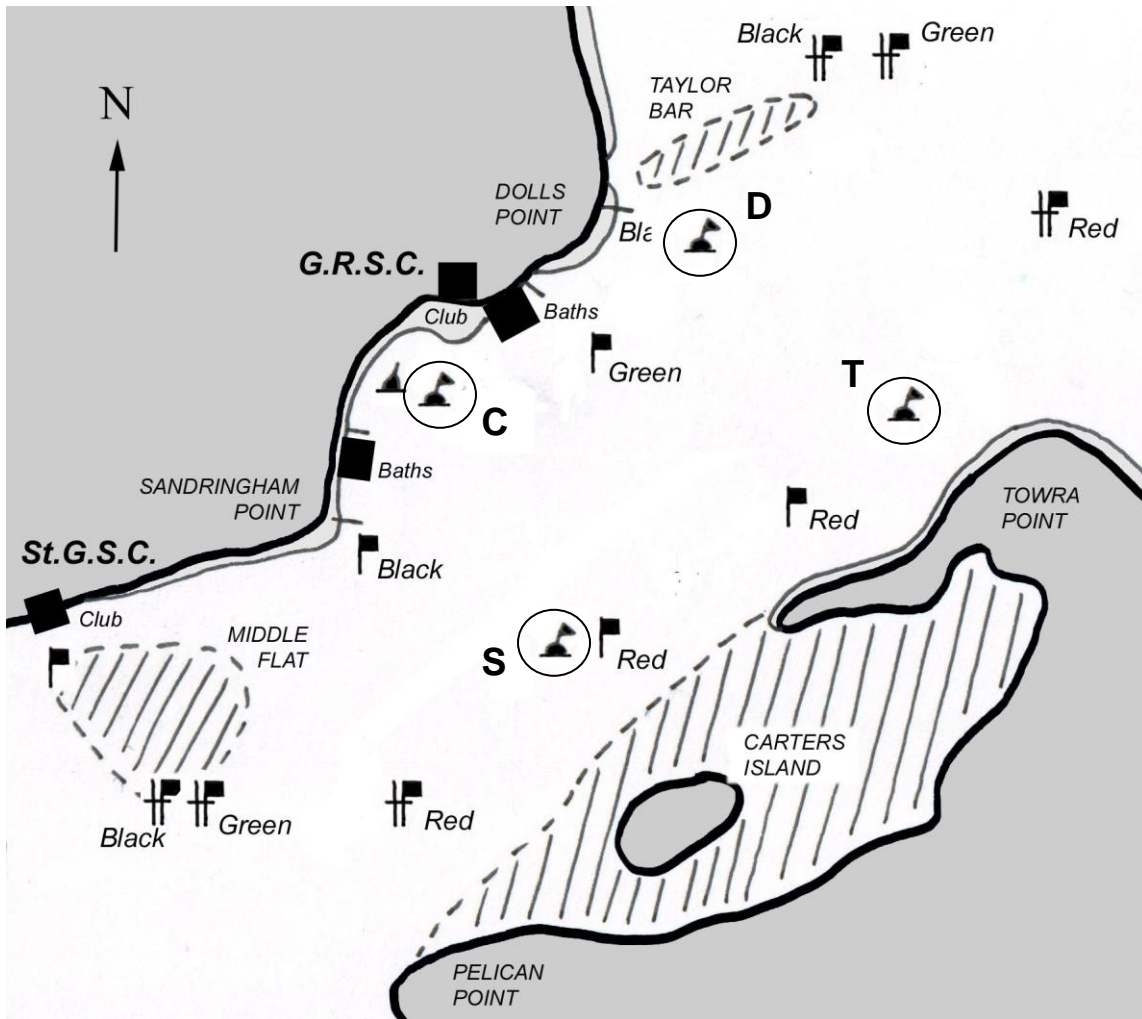 Black
Green
TAYLOR
BAR
N
DOLLS
POINT
D
Red
G.R.S.C.
Club
Baths
Green
T
C
Baths
SANDRINGHAM
POINT
TOWRA
POINT
Red
St.G.S.C.
Black
Club
MIDDLE
FLAT
S
Red
CARTERS
ISLAND
Black
Green
Red
PELICAN
POINT